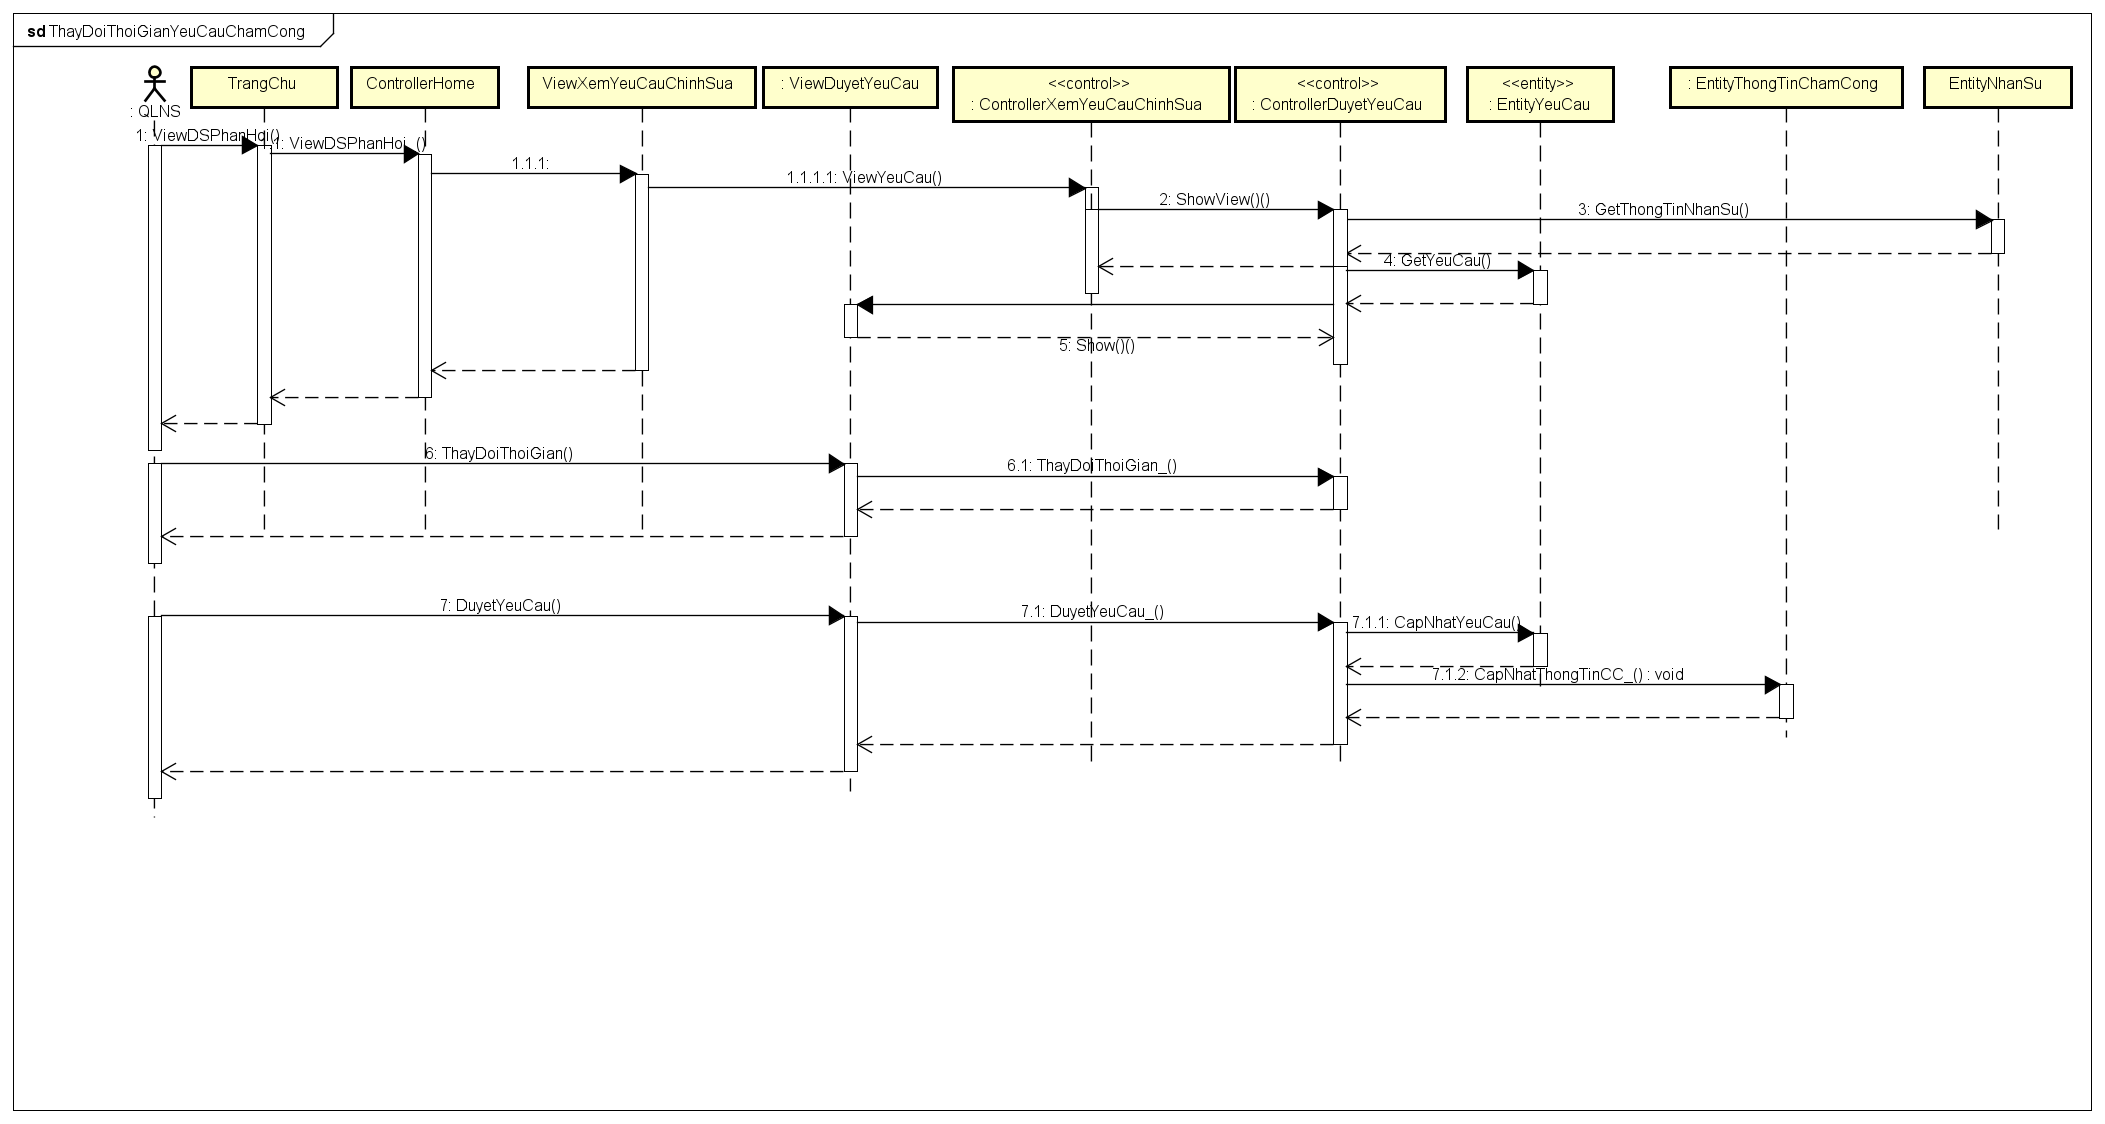 sd ThayDoiThoiGianYeuCauChamCong
: QLNS
TrangChu
ControllerHome
ViewXemYeuCauChinhSua
: ViewDuyetYeuCau
<<control>>
: ControllerXemYeuCauChinhSua
<<control>>
: ControllerDuyetYeuCau
<<entity>>
: EntityYeuCau
: EntityThongTinChamCong
EntityNhanSu
1: ViewDSPhanHoi()
1: ViewDSPhanHoi_()
1.1.1:
1.1.1.1: ViewYeuCau()
2: ShowView()()
3: GetThongTinNhanSu()
4: GetYeuCau()
5: Show()()
6: ThayDoiThoiGian()
6.1: ThayDoiThoiGian_()
7: DuyetYeuCau()
7.1: DuyetYeuCau_()
7.1.1: CapNhatYeuCau()
7.1.2: CapNhatThongTinCC_() : void